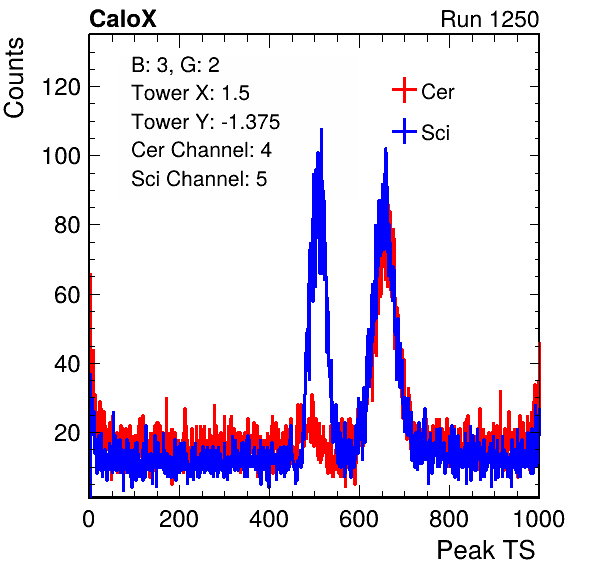 CaloX Run 1250
Counts
B: 3, G: 2
Tower X: 1.5
Tower Y: -1.375
Cer Channel: 4
Sci Channel: 5
Cer
Sci
120
100
80
60
40
20
0 200 400 600 800 1000
Peak TS